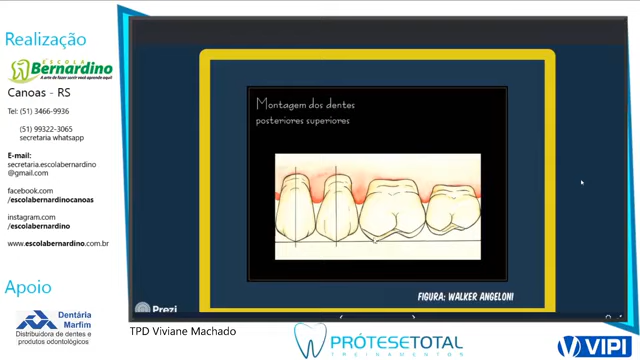 Realização
ESCOLA
Bernardino
A arte de fazer sorrir você aprende aqui!
Canoas - RS
Tel: (51) 3466-9936
(51) 99322-3065
secretaria whatsapp
E-mail:
secretaria.escolabernardino
@gmail.com
facebook.com
/escolabernardinocanoas
instagram.com
/escolabernardino
www.escolabernardino.com.br
Apoio
Dentária
Marfim
Distribuidora de dentes e
produtos odontológicos
Montagem dos dentes
posteriores superiores
FIGURA: WALKER ANGELONI
Prezi
TPD Viviane Machado
PRÓTESETOTAL
TREINAMENTOS
VIPI